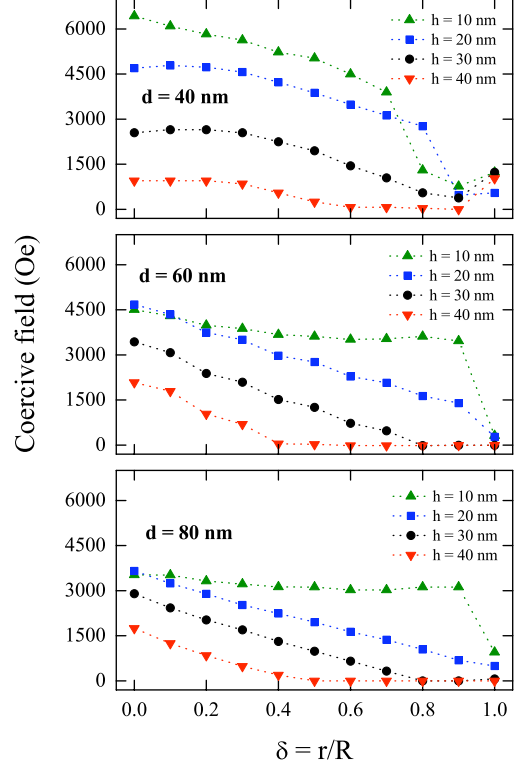 6000
4500
3000
1500
0
d = 40 nm
h = 10 nm
h = 20 nm
h = 30 nm
h = 40 nm
6000
4500
3000
1500
0
d = 60 nm
h = 10 nm
h = 20 nm
h = 30 nm
h = 40 nm
6000
4500
3000
1500
0
d = 80 nm
h = 10 nm
h = 20 nm
h = 30 nm
h = 40 nm
0.0 0.2 0.4 0.6 0.8 1.0
δ = r/R
Coercive field (Oe)